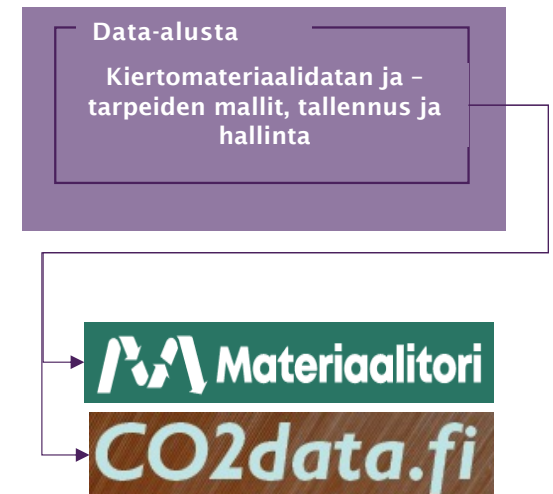 Data-alusta
Kiertomateriaalidatan ja –
tarpeiden mallit, tallennus ja
hallinta
Materiaalitori
CO2data.fi